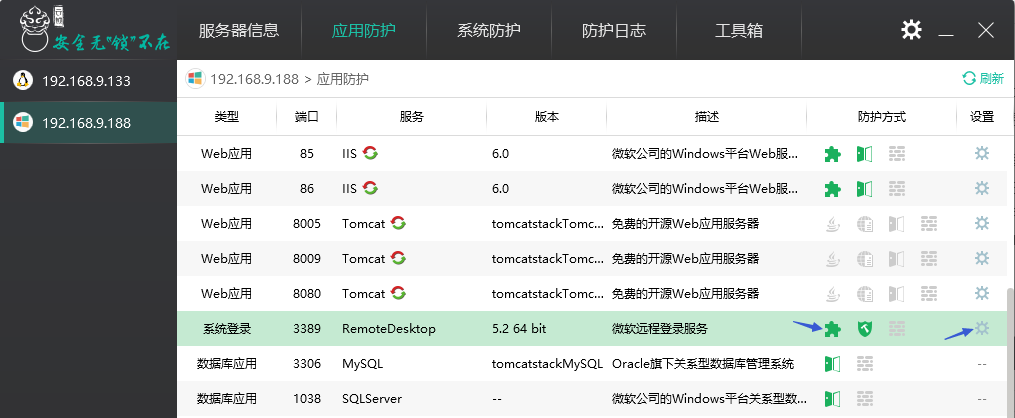 安全无"锁"不在
服务器信息 应用防护 系统防护 防护日志 工具箱
192.168.9.133
192.168.9.188
192.168.9.188 > 应用防护 刷新
类型 端口 服务 版本 描述 防护方式 设置
Web应用 85 IIS 6.0 微软公司的Windows平台Web服...
Web应用 86 IIS 6.0 微软公司的Windows平台Web服...
Web应用 8005 Tomcat tomcatstackTomc... 免费的开源Web应用服务器
Web应用 8009 Tomcat tomcatstackTomc... 免费的开源Web应用服务器
Web应用 8080 Tomcat tomcatstackTomc... 免费的开源Web应用服务器
系统登录 3389 RemoteDesktop 5.2 64 bit 微软远程登录服务
数据库应用 3306 MySQL tomcatstackMySQL Oracle旗下关系型数据库管理系统 --
数据库应用 1038 SQLServer -- 微软公司的Windows平台关系型数... --